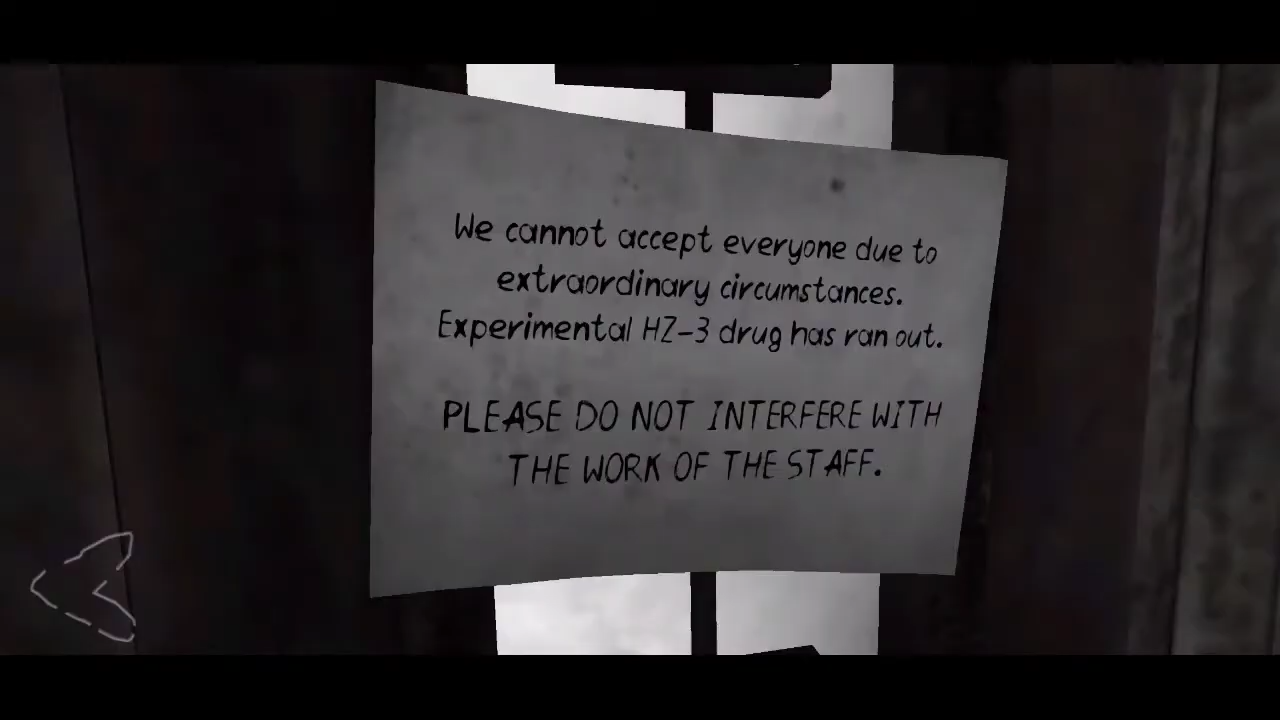 We cannot accept everyone due to
extraordinary circumstances.
Experimental HZ-3 drug has ran out.
PLEASE DO NOT INTERFERE WITH
THE WORK OF THE STAFF.